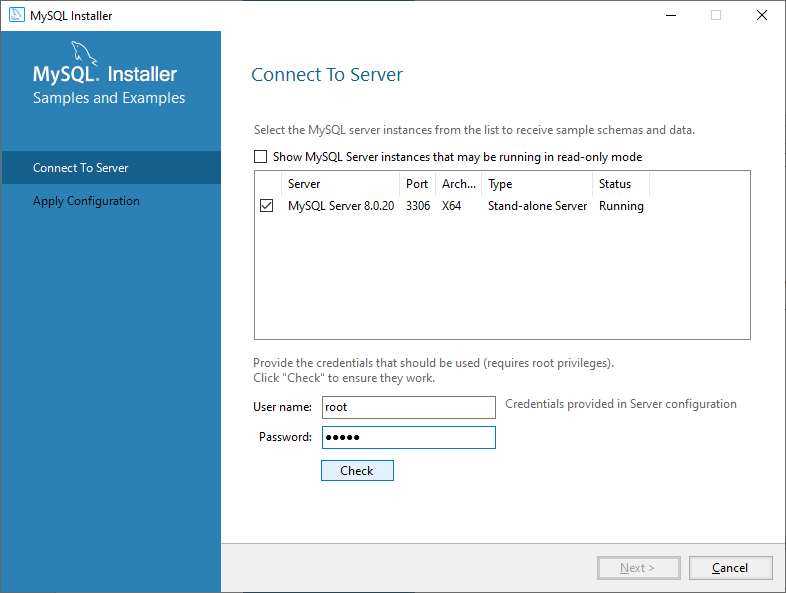 MySQL Installer
MySQL. Installer
Samples and Examples
Connect To Server
Apply Configuration
Connect To Server
Select the MySQL server instances from the list to receive sample schemas and data.
Show MySQL Server instances that may be running in read-only mode
Server Port Arch... Type Status
MySQL Server 8.0.20 3306 X64 Stand-alone Server Running
Provide the credentials that should be used (requires root privileges).
Click "Check" to ensure they work.
User name: root Credentials provided in Server configuration
Password: •••••
Check
Next > Cancel